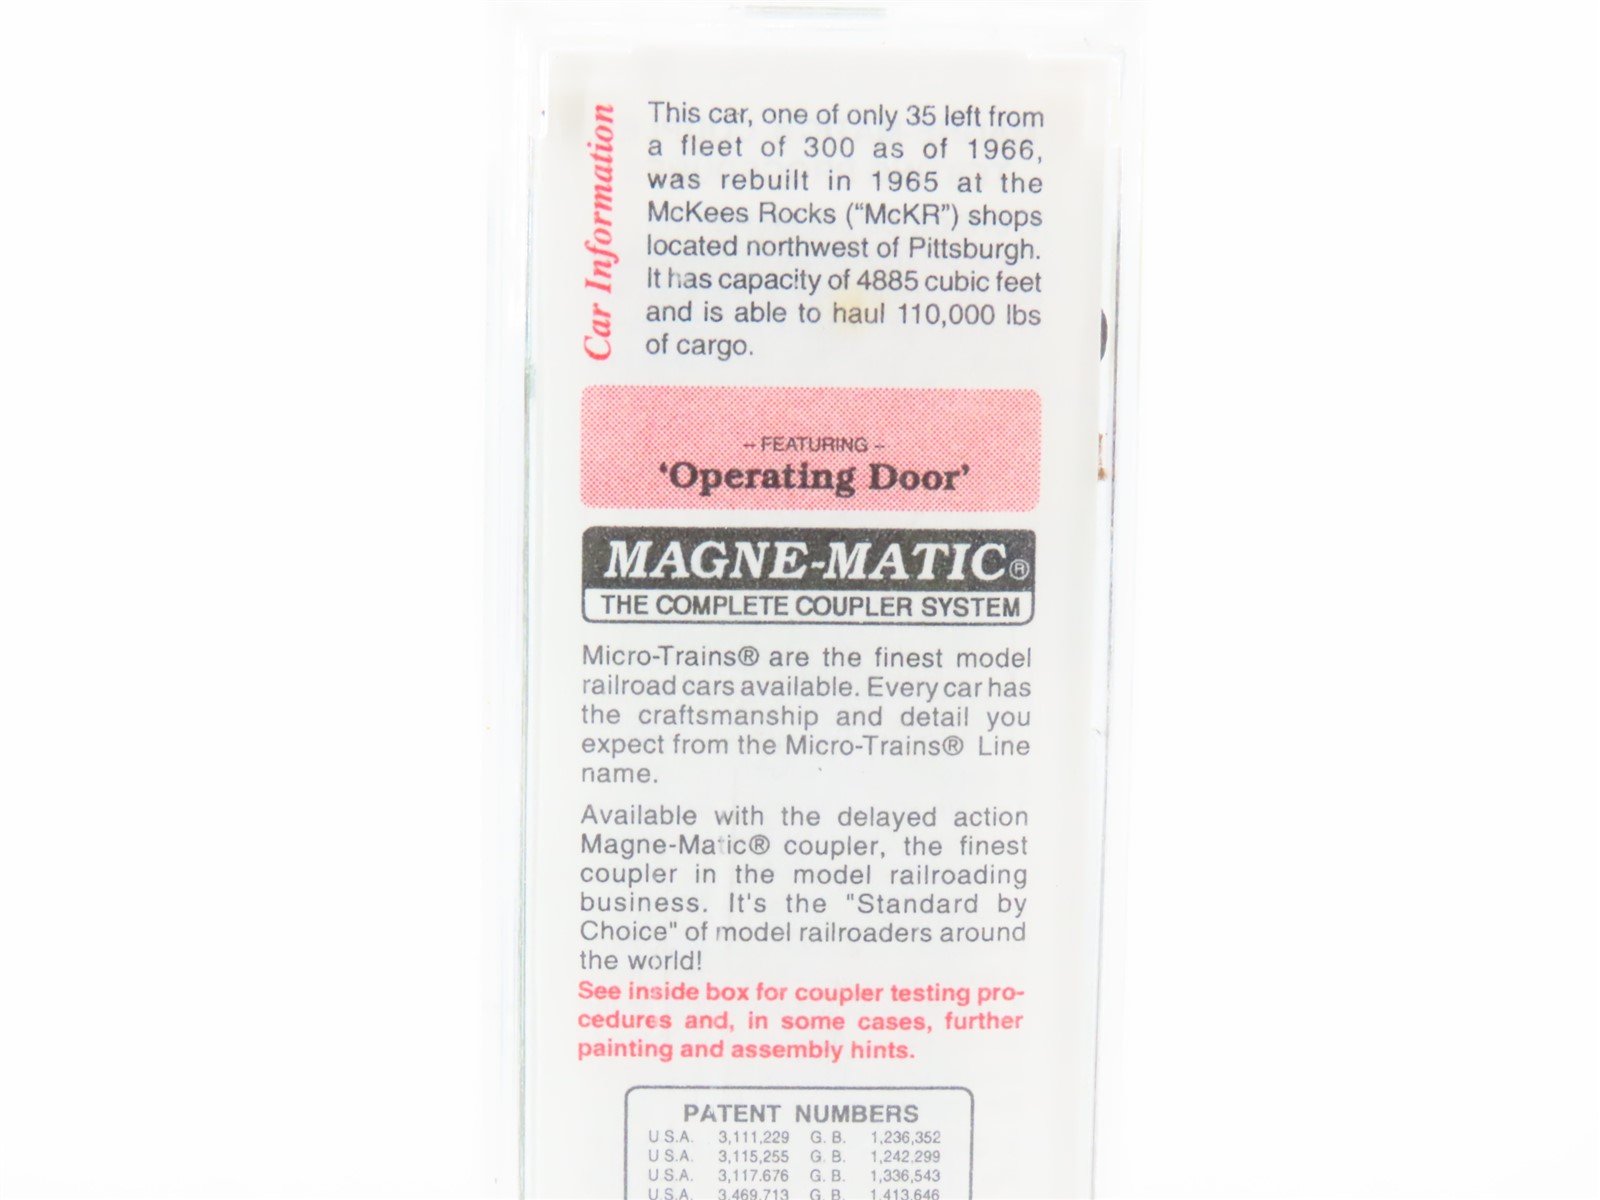 Car Information
This car, one of only 35 left from
a fleet of 300 as of 1966,
was rebuilt in 1965 at the
McKees Rocks (“McKR”) shops
located northwest of Pittsburgh.
It has capacity of 4885 cubic feet
and is able to haul 110,000 lbs
of cargo.
– FEATURING –
‘Operating Door’
MAGNE-MATIC®
THE COMPLETE COUPLER SYSTEM
Micro-Trains® are the finest model
railroad cars available. Every car has
the craftsmanship and detail you
expect from the Micro-Trains® Line
name.
Available with the delayed action
Magne-Matic® coupler, the finest
coupler in the model railroading
business. It's the "Standard by
Choice" of model railroaders around
the world!
See inside box for coupler testing pro-
cedures and, in some cases, further
painting and assembly hints.
PATENT NUMBERS
U.S.A. 3,111,229 G. B. 1,236,352
U.S.A. 3,115,255 G. B. 1,242,299
U.S.A. 3,117,676 G. B. 1,336,543
U.S.A. 3,469,713 G. B. 1,413,646